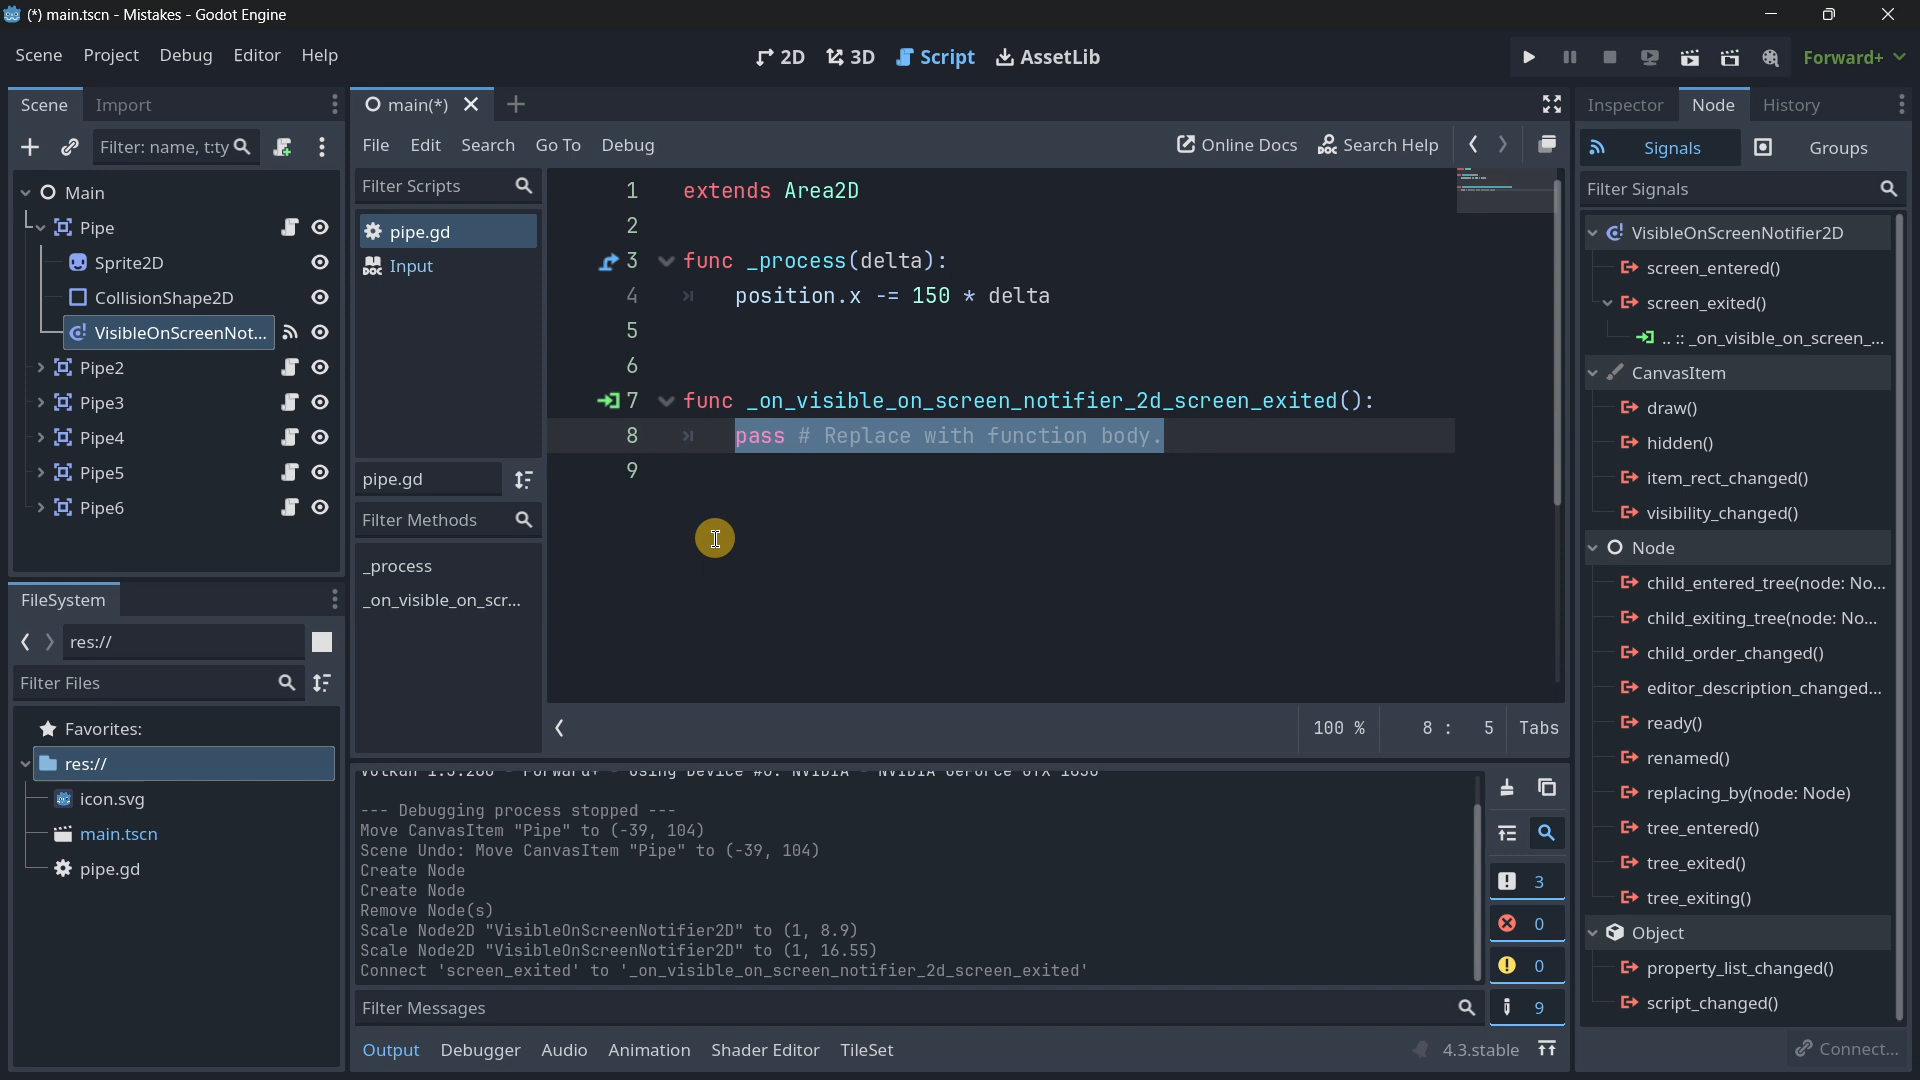 (*) main.tscn - Mistakes - Godot Engine
Scene Project Debug Editor Help
2D 3D Script AssetLib
Forward+
Scene Import
Filter: name, t:ty
Main
Pipe
Sprite2D
CollisionShape2D
VisibleOnScreenNot...
Pipe2
Pipe3
Pipe4
Pipe5
Pipe6
FileSystem
res://
Filter Files
Favorites:
res://
icon.svg
main.tscn
pipe.gd
main(*)
File Edit Search Go To Debug
Online Docs Search Help
Filter Scripts
pipe.gd
Input
pipe.gd
Filter Methods
_process
_on_visible_on_scr...
1 extends Area2D
2
3 func _process(delta):
4 position.x -= 150 * delta
5
6
7 func _on_visible_on_screen_notifier_2d_screen_exited():
8 pass # Replace with function body.
9
100 % 8 : 5 Tabs
--- Debugging process stopped ---
Move CanvasItem "Pipe" to (-39, 104)
Scene Undo: Move CanvasItem "Pipe" to (-39, 104)
Create Node
Create Node
Remove Node(s)
Scale Node2D "VisibleOnScreenNotifier2D" to (1, 8.9)
Scale Node2D "VisibleOnScreenNotifier2D" to (1, 16.55)
Connect 'screen_exited' to '_on_visible_on_screen_notifier_2d_screen_exited'
3
0
0
9
Filter Messages
Output Debugger Audio Animation Shader Editor TileSet
4.3.stable
Inspector Node History
Signals Groups
Filter Signals
VisibleOnScreenNotifier2D
screen_entered()
screen_exited()
.. :: _on_visible_on_screen_...
CanvasItem
draw()
hidden()
item_rect_changed()
visibility_changed()
Node
child_entered_tree(node: No...
child_exiting_tree(node: No...
child_order_changed()
editor_description_changed...
ready()
renamed()
replacing_by(node: Node)
tree_entered()
tree_exited()
tree_exiting()
Object
property_list_changed()
script_changed()
Connect...